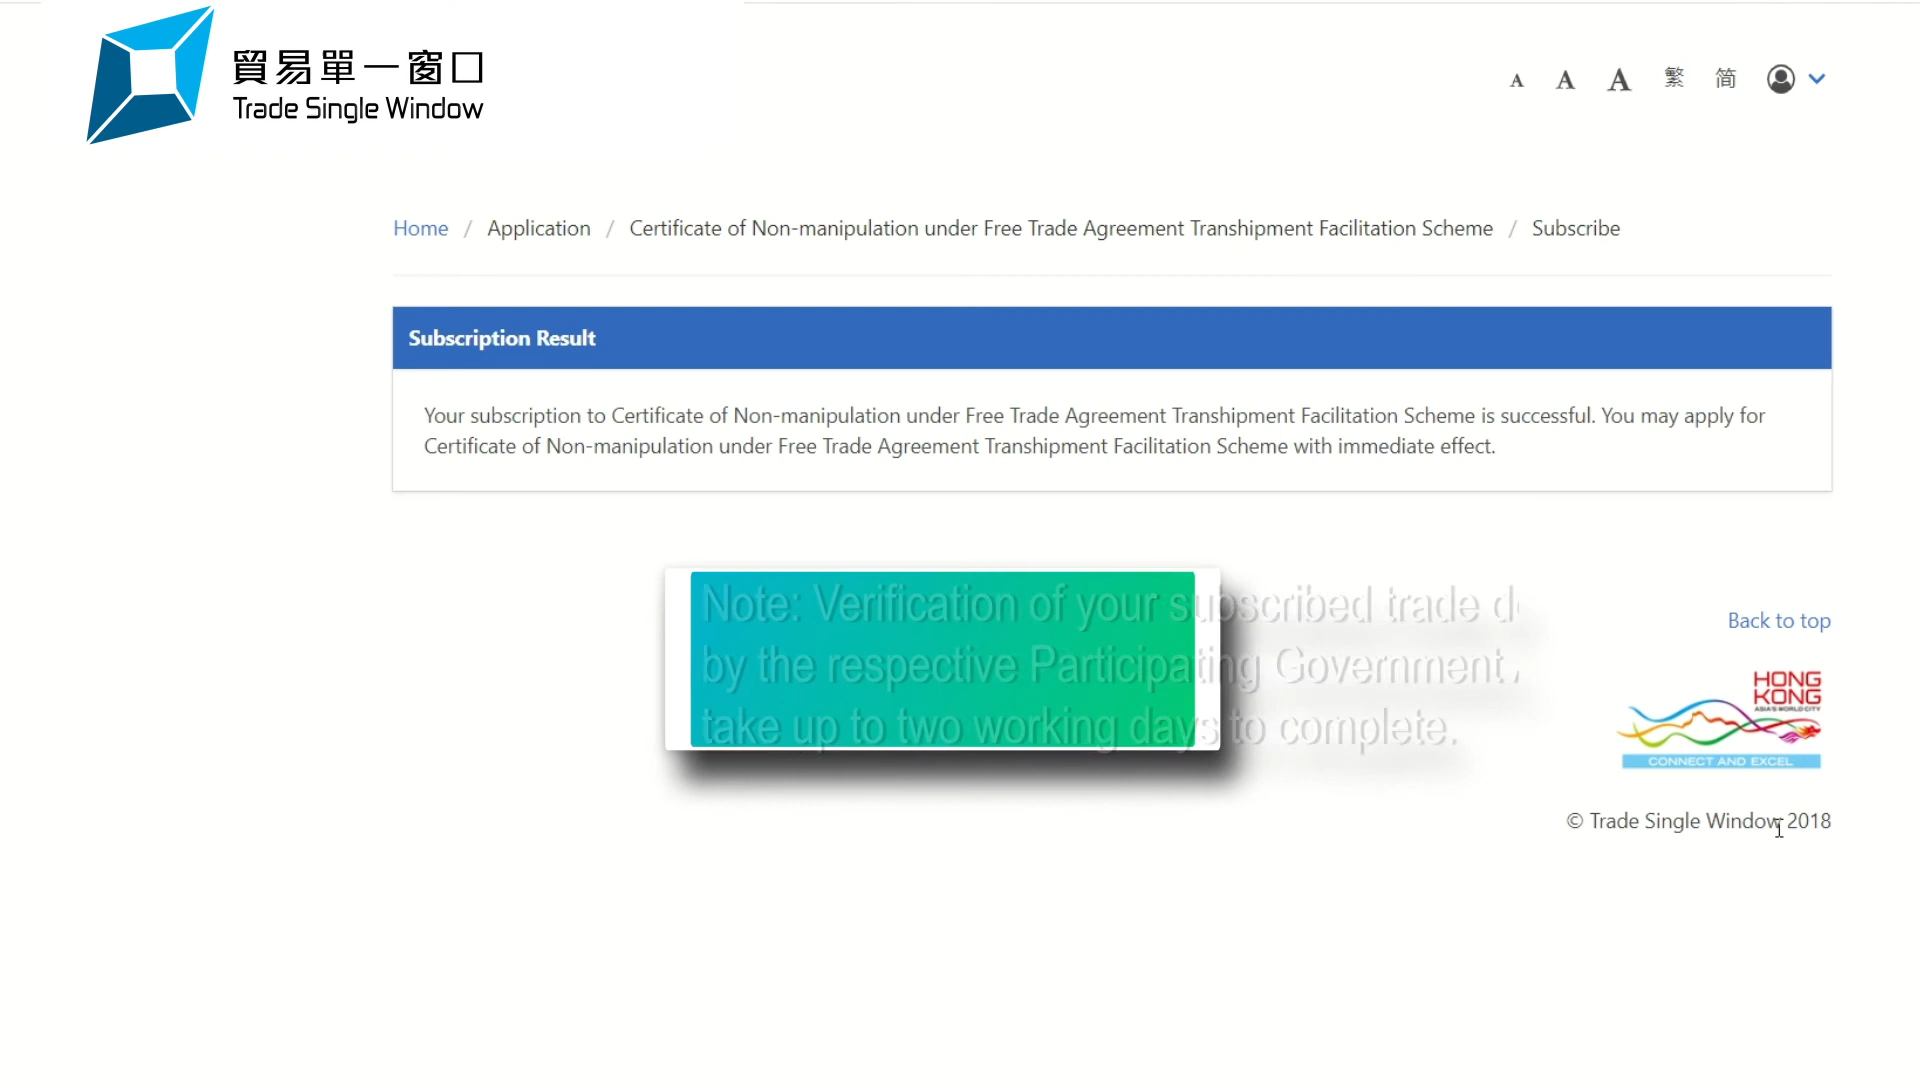 貿易單一窗口
Trade Single Window
A A A 繁 简
Home / Application / Certificate of Non-manipulation under Free Trade Agreement Transhipment Facilitation Scheme / Subscribe
Subscription Result
Your subscription to Certificate of Non-manipulation under Free Trade Agreement Transhipment Facilitation Scheme is successful. You may apply for
Certificate of Non-manipulation under Free Trade Agreement Transhipment Facilitation Scheme with immediate effect.
Note: Verification of your subscribed trade
by the respective Participating Government
take up to two working days to complete.
Back to top
HONG
KONG
ASIA'S WORLD CITY
CONNECT AND EXCEL
© Trade Single Window 2018